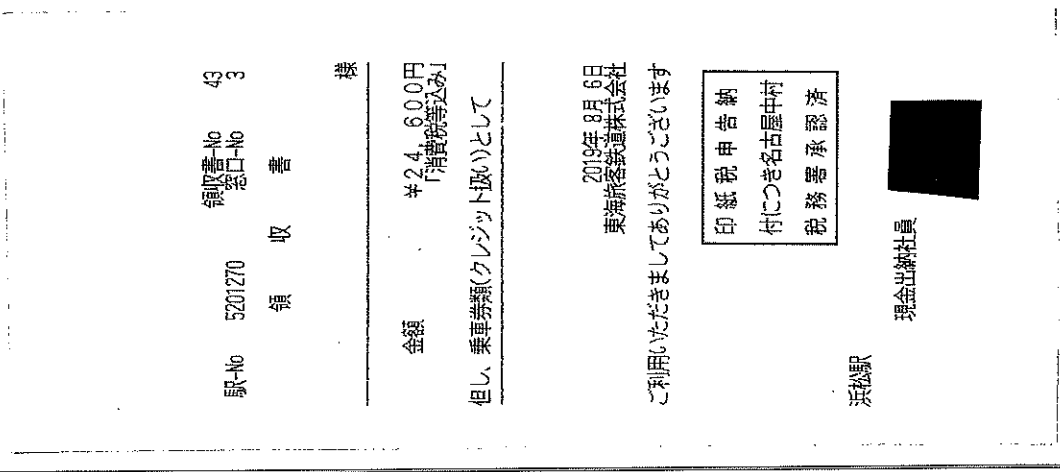 駅-No 5201270 領収書-No 43
窓口-No 3
領 収 書
様
金額 ¥24,600円
「消費税等込み」
但し、乗車券類(クレジット扱い)として
2019年 8月 6日
東海旅客鉄道株式会社
ご利用いただきましてありがとうございます
印紙税申告納
付につき名古屋中村
税務署承認済
浜松駅
現金出納社員